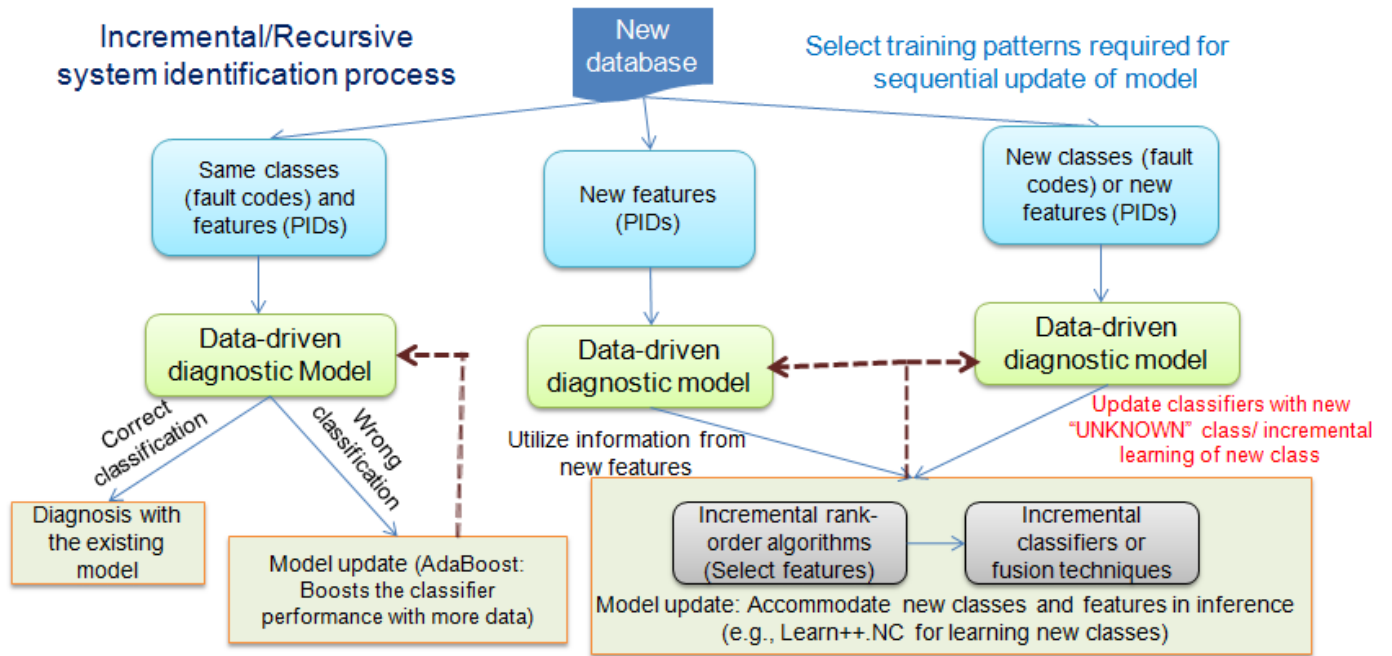 Incremental/Recursive
system identification process
New
database
Select training patterns required for
sequential update of model
Same classes
(fault codes) and
features (PIDs)
New features
(PIDs)
New classes (fault
codes) or new
features (PIDs)
Data-driven
diagnostic Model
Data-driven
diagnostic model
Data-driven
diagnostic model
Correct
classification
Wrong
classification
Utilize information from
new features
Update classifiers with new
“UNKNOWN” class/ incremental
learning of new class
Diagnosis with
the existing
model
Model update (AdaBoost:
Boosts the classifier
performance with more data)
Incremental rank-
order algorithms
(Select features)
Incremental
classifiers or
fusion techniques
Model update: Accommodate new classes and features in inference
(e.g., Learn++.NC for learning new classes)